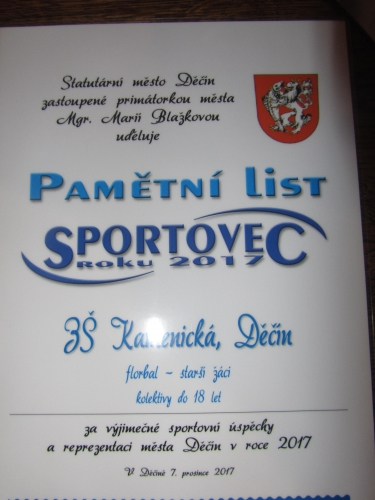 Statutární město Děčín
zastoupené primátorkou města
Mgr. Marií Blažkovou
uděluje
Pamětní list
SPORTOVEC
roku 2017
ZŠ Kamenická, Děčín
florbal - starší žáci
kolektivy do 18 let
za výjimečné sportovní úspěchy
a reprezentaci města Děčín v roce 2017
V Děčíně 7. prosince 2017